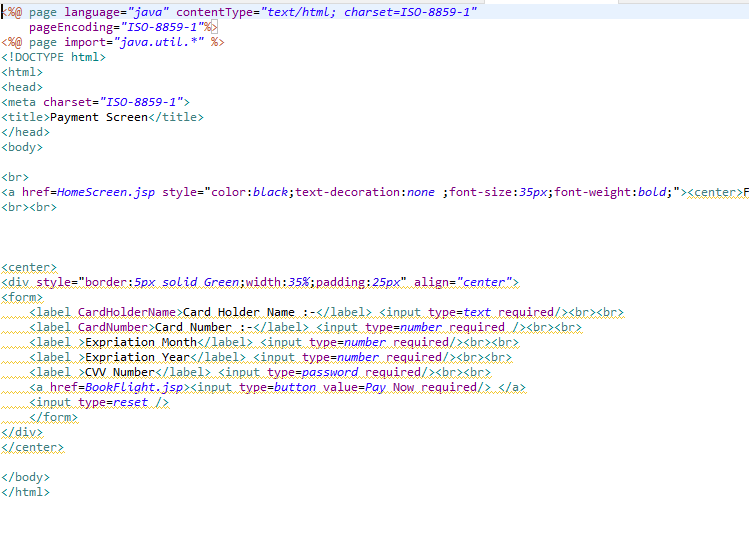 <%@ page language="java" contentType="text/html; charset=ISO-8859-1"
    pageEncoding="ISO-8859-1"%>
<%@ page import="java.util.*" %>
<!DOCTYPE html>
<html>
<head>
<meta charset="ISO-8859-1">
<title>Payment Screen</title>
</head>
<body>
<br>
<a href=HomeScreen.jsp style="color:black;text-decoration:none ;font-size:35px;font-weight:bold;"><center>F
<br><br>
<center>
<div style="border:5px solid Green;width:35%;padding:25px" align="center">
<form>
    <label CardHolderName>Card Holder Name :-</label> <input type=text required/><br><br>
    <label CardNumber>Card Number :-</label> <input type=number required /><br><br>
    <label >Expriation Month</label> <input type=number required/><br><br>
    <label >Expriation Year</label> <input type=number required/><br><br>
    <label >CVV Number</label> <input type=password required/><br><br>
    <a href=BookFlight.jsp><input type=button value=Pay Now required/> </a>
    <input type=reset />
    </form>
</div>
</center>
</body>
</html>